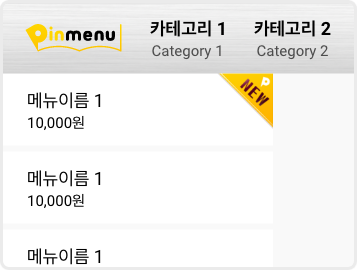 Pinmenu
카테고리 1
Category 1
카테고리 2
Category 2
메뉴이름 1
10,000원
NEW
메뉴이름 1
10,000원
메뉴이름 1